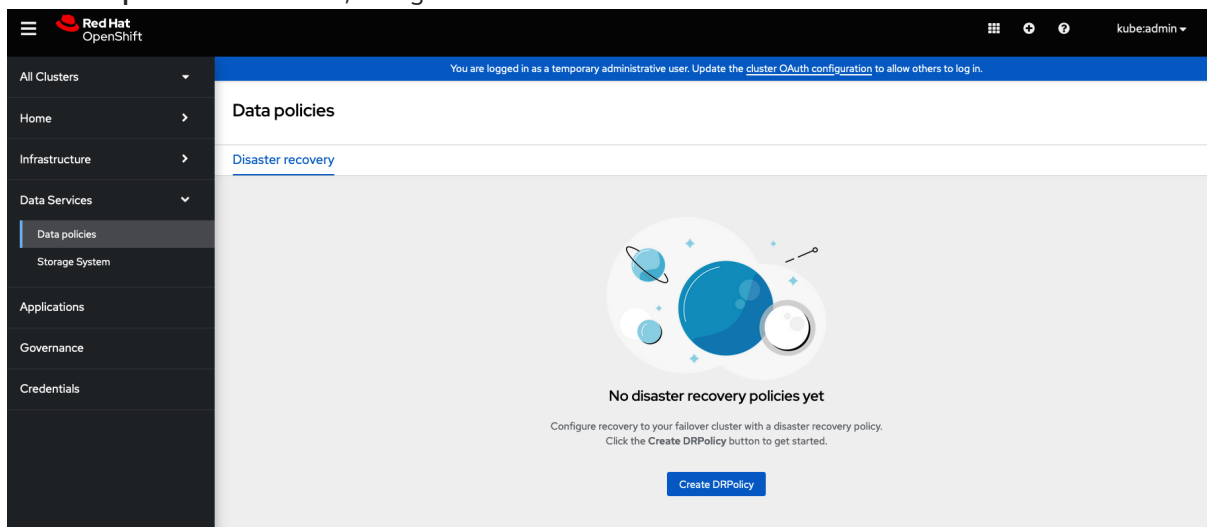 Red Hat
OpenShift
kube:admin
All Clusters
You are logged in as a temporary administrative user. Update the cluster OAuth configuration to allow others to log in.
Home
Data policies
Infrastructure
Disaster recovery
Data Services
Data policies
Storage System
Applications
Governance
Credentials
No disaster recovery policies yet
Configure recovery to your failover cluster with a disaster recovery policy.
Click the Create DRPolicy button to get started.
Create DRPolicy